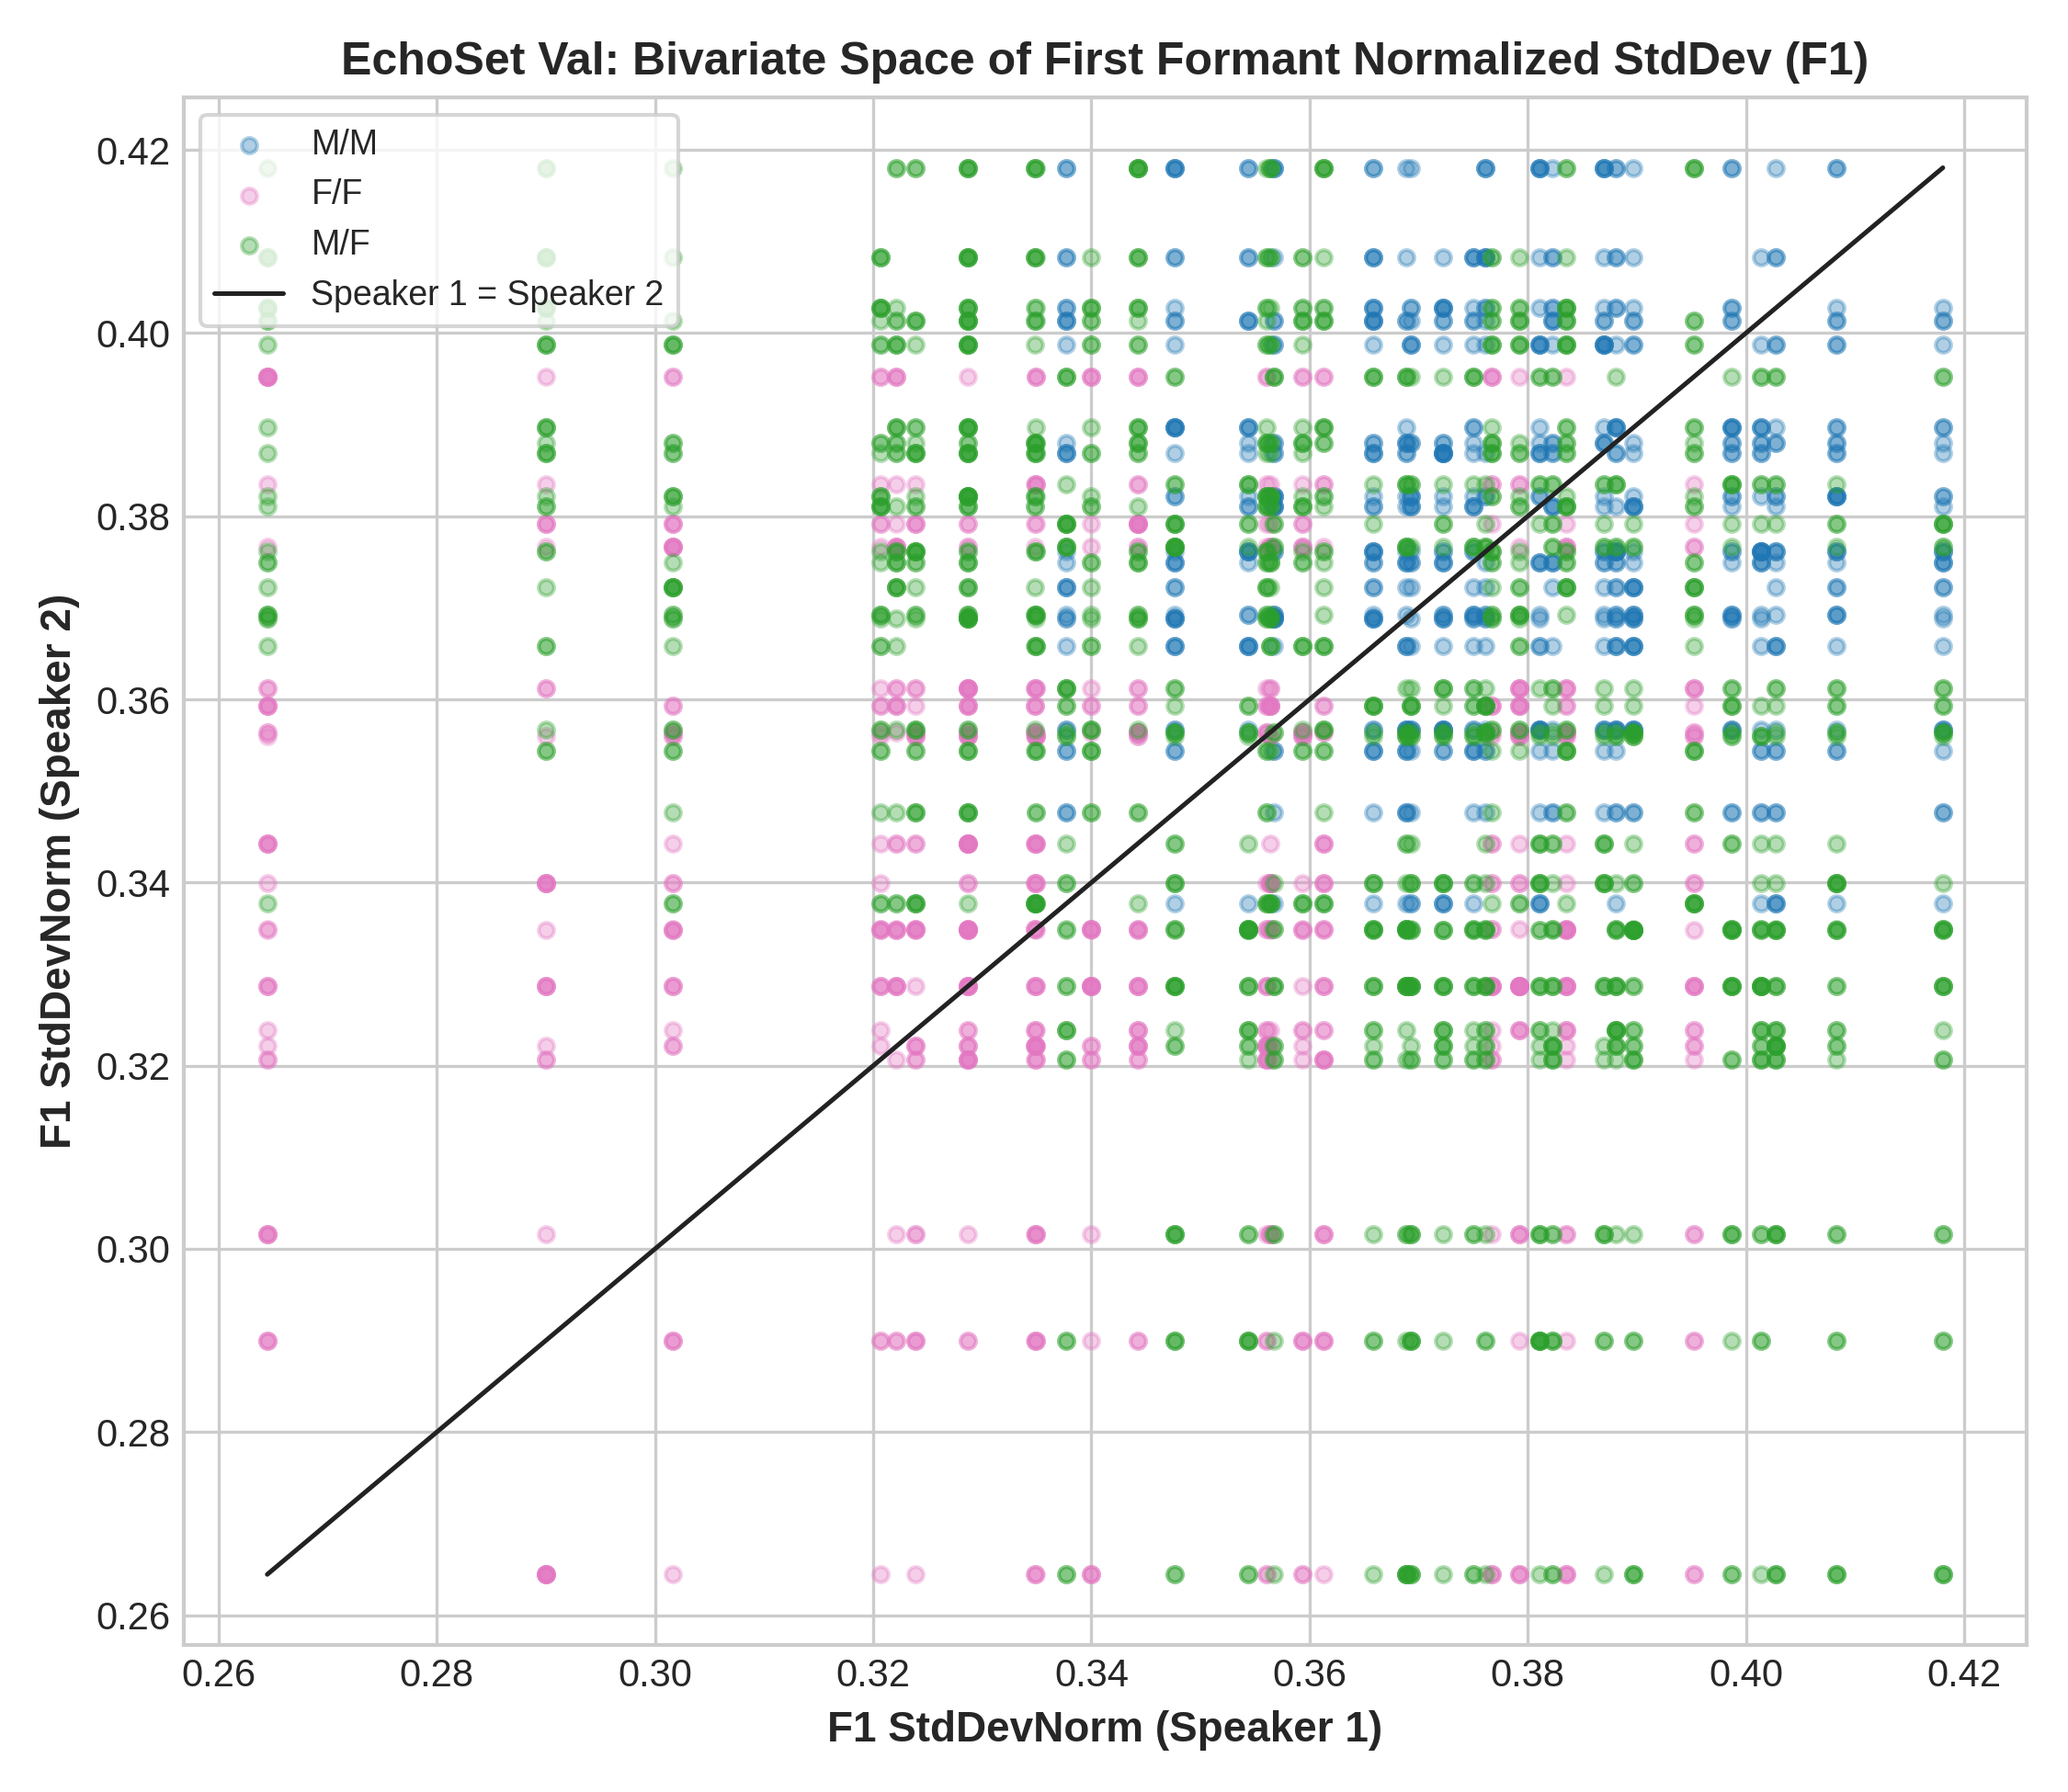 EchoSet Val: Bivariate Space of First Formant Normalized StdDev (F1)
M/M
F/F
M/F
Speaker 1 = Speaker 2
F1 StdDevNorm (Speaker 2)
0.42
0.40
0.38
0.36
0.34
0.32
0.30
0.28
0.26
0.26 0.28 0.30 0.32 0.34 0.36 0.38 0.40 0.42
F1 StdDevNorm (Speaker 1)